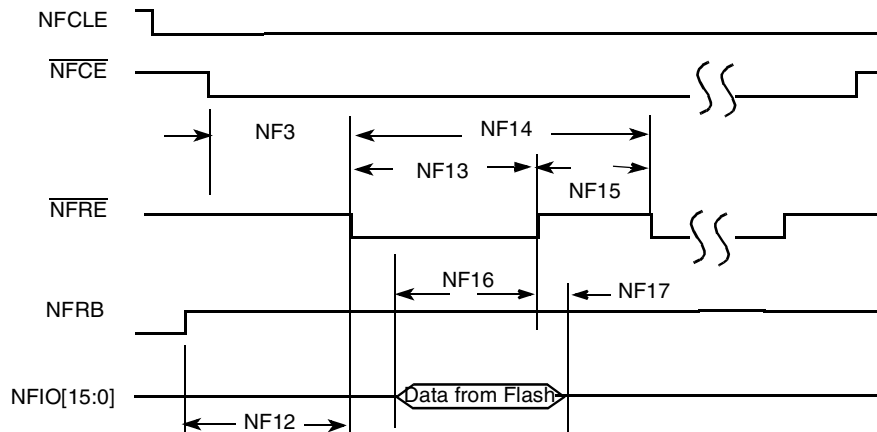 NFCLE
NFCE
NF3
NF14
NF13
NF15
NFRE
NF16
NF17
NFRB
NFIO[15:0]
Data from Flash
NF12